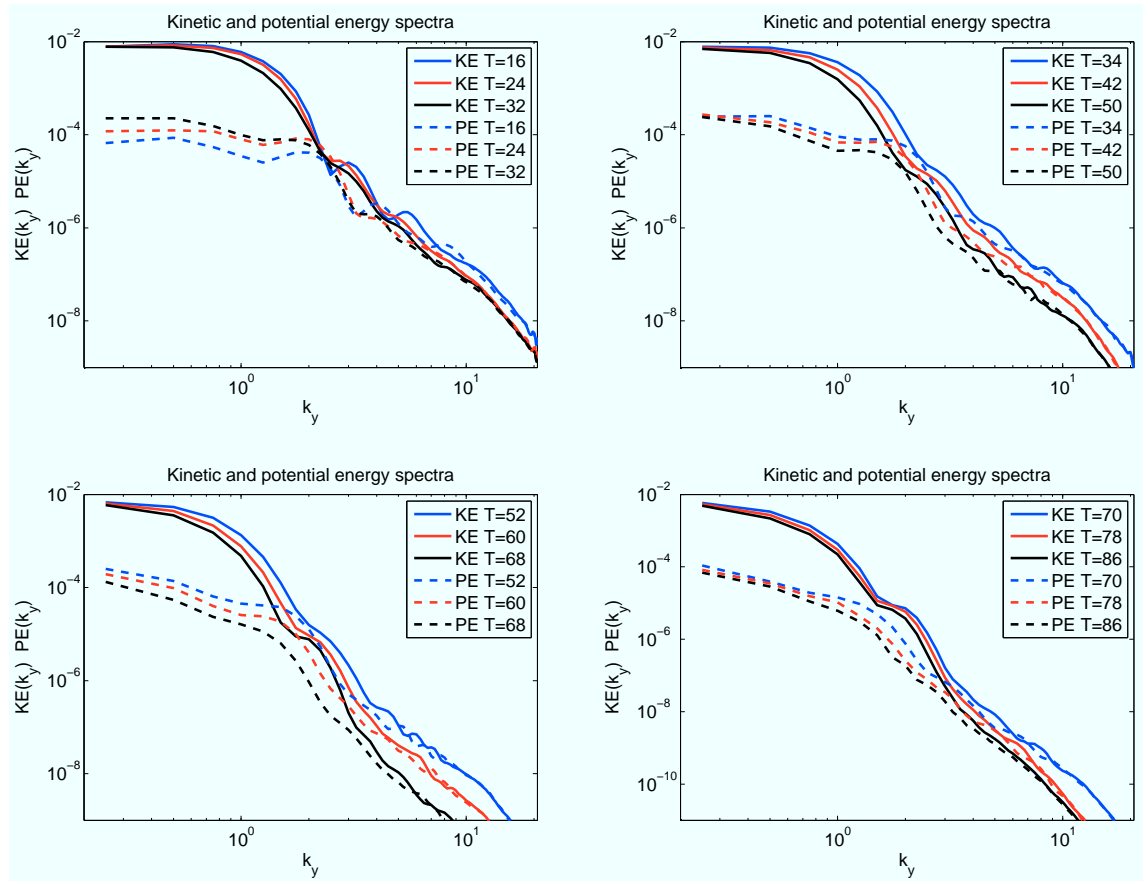 Kinetic and potential energy spectra
KE(k_y) PE(k_y)
10^-2
10^-4
10^-6
10^-8
KE T=16
KE T=24
KE T=32
PE T=16
PE T=24
PE T=32
10^0
10^1
k_y
Kinetic and potential energy spectra
KE(k_y) PE(k_y)
10^-2
10^-4
10^-6
10^-8
KE T=34
KE T=42
KE T=50
PE T=34
PE T=42
PE T=50
10^0
10^1
k_y
Kinetic and potential energy spectra
KE(k_y) PE(k_y)
10^-2
10^-4
10^-6
10^-8
KE T=52
KE T=60
KE T=68
PE T=52
PE T=60
PE T=68
10^0
10^1
k_y
Kinetic and potential energy spectra
KE(k_y) PE(k_y)
10^-2
10^-4
10^-6
10^-8
10^-10
KE T=70
KE T=78
KE T=86
PE T=70
PE T=78
PE T=86
10^0
10^1
k_y